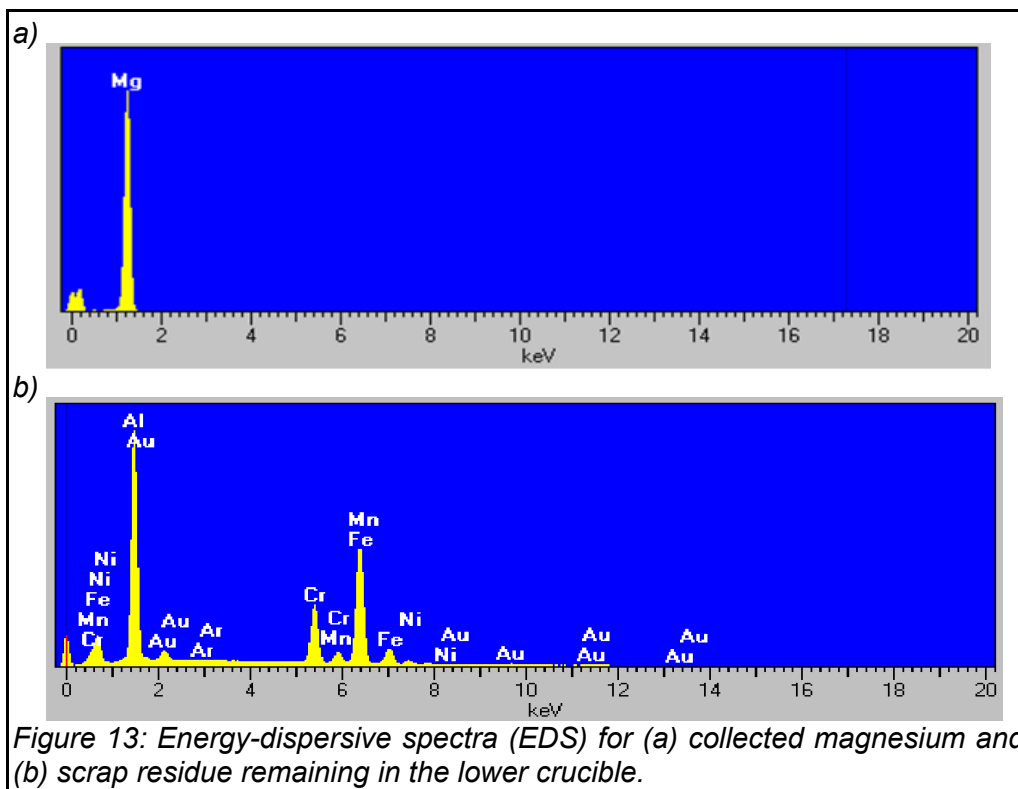 a)
Mg
0 2 4 6 8 10 12 14 16 18 20
keV
b)
Al
Au
Mn
Fe
Ni
Ni
Fe
Mn
Cr
Au
Au
Ar
Ar
Cr
Cr
Mn
Fe
Ni
Au
Ni
Au
Au
Au
Au
Au
0 2 4 6 8 10 12 14 16 18 20
keV
Figure 13: Energy-dispersive spectra (EDS) for (a) collected magnesium and
(b) scrap residue remaining in the lower crucible.